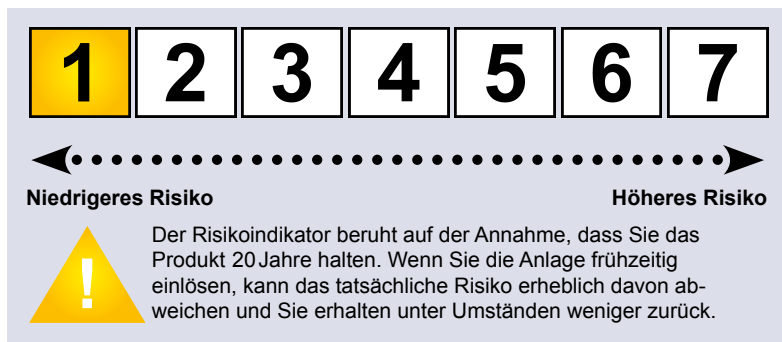 1 2 3 4 5 6 7
Niedrigeres Risiko Höheres Risiko
! Der Risikoindikator beruht auf der Annahme, dass Sie das
Produkt 20 Jahre halten. Wenn Sie die Anlage frühzeitig
einlösen, kann das tatsächliche Risiko erheblich davon ab-
weichen und Sie erhalten unter Umständen weniger zurück.